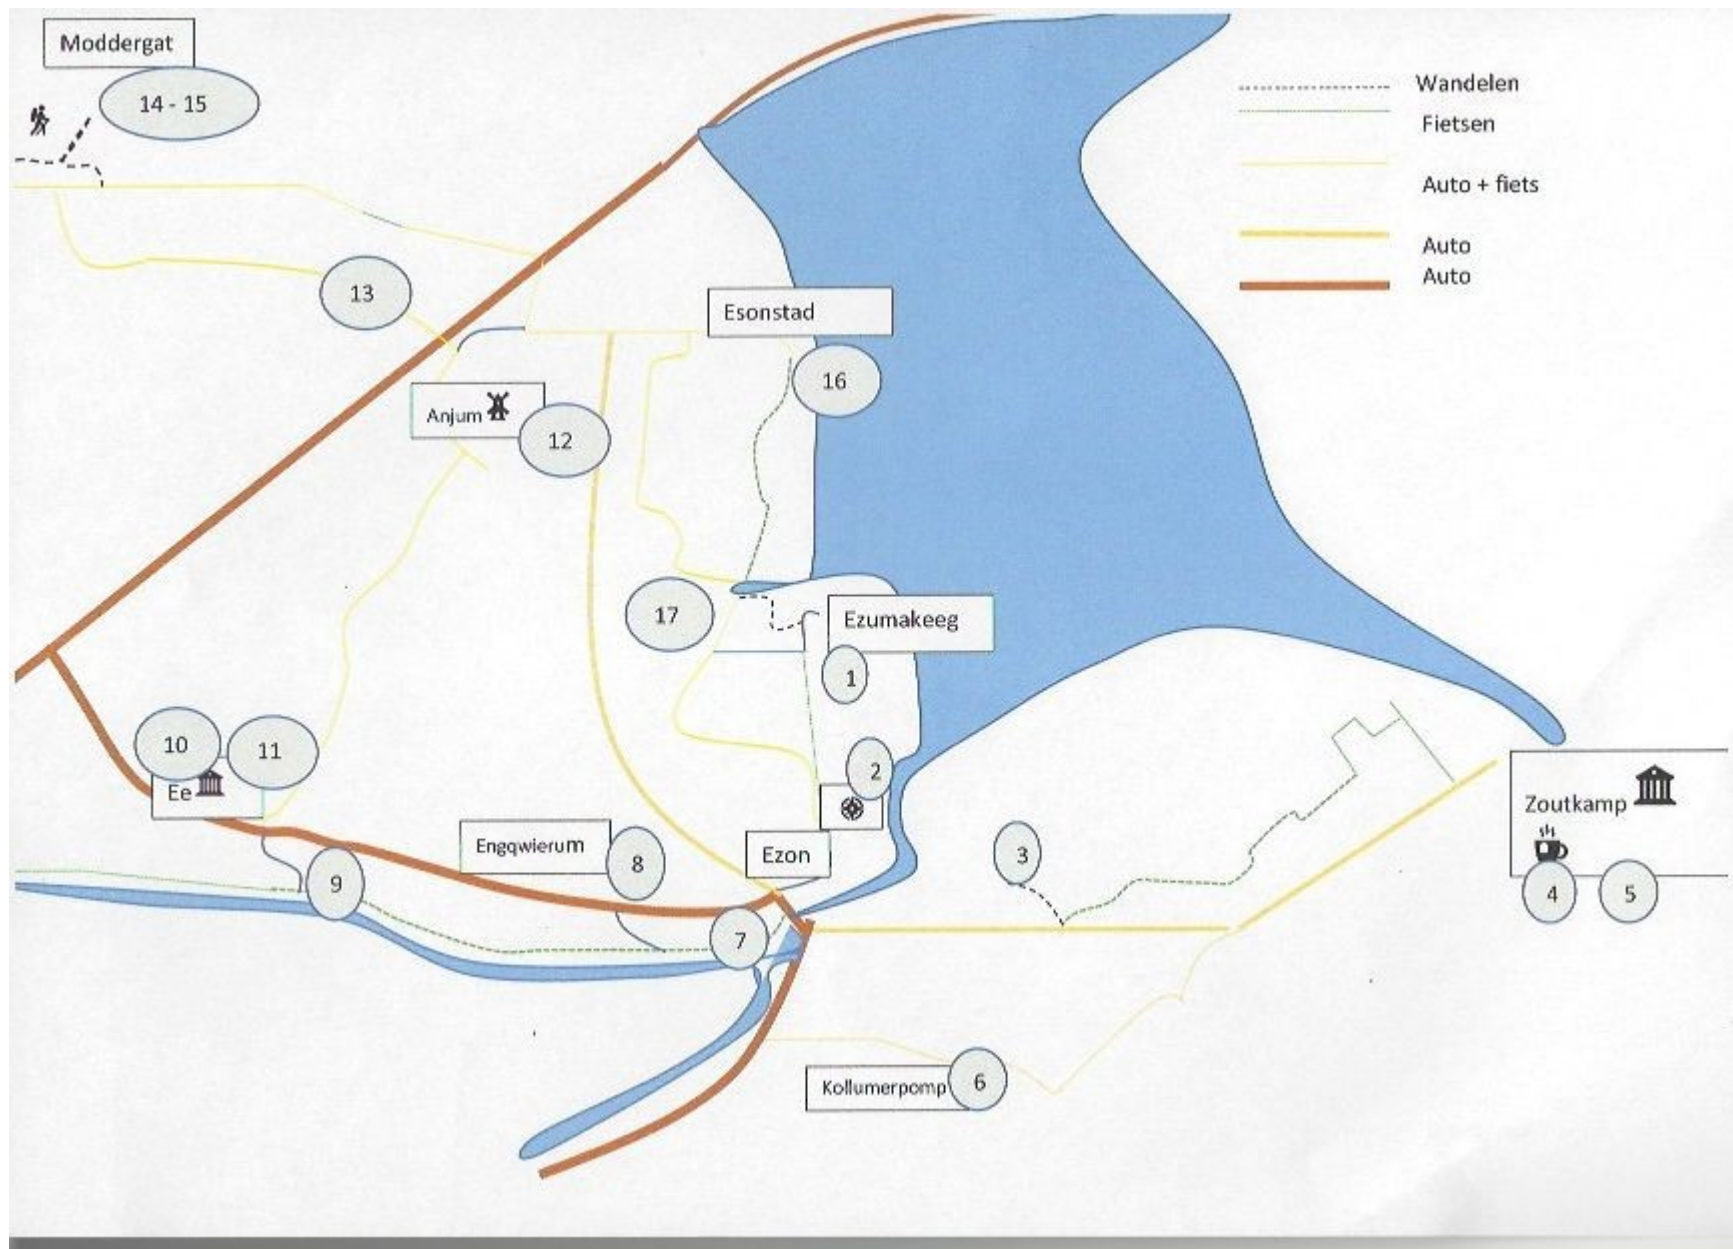 Moddergat
14 - 15
Wandelen
Fietsen
Auto + fiets
Auto
Auto
13
Esonstad
16
Anjum
12
17
Ezumakeeg
1
10
11
Ee
2
Zoutkamp
Engqwierum
8
Ezon
3
9
4
5
7
Kollumerpomp
6